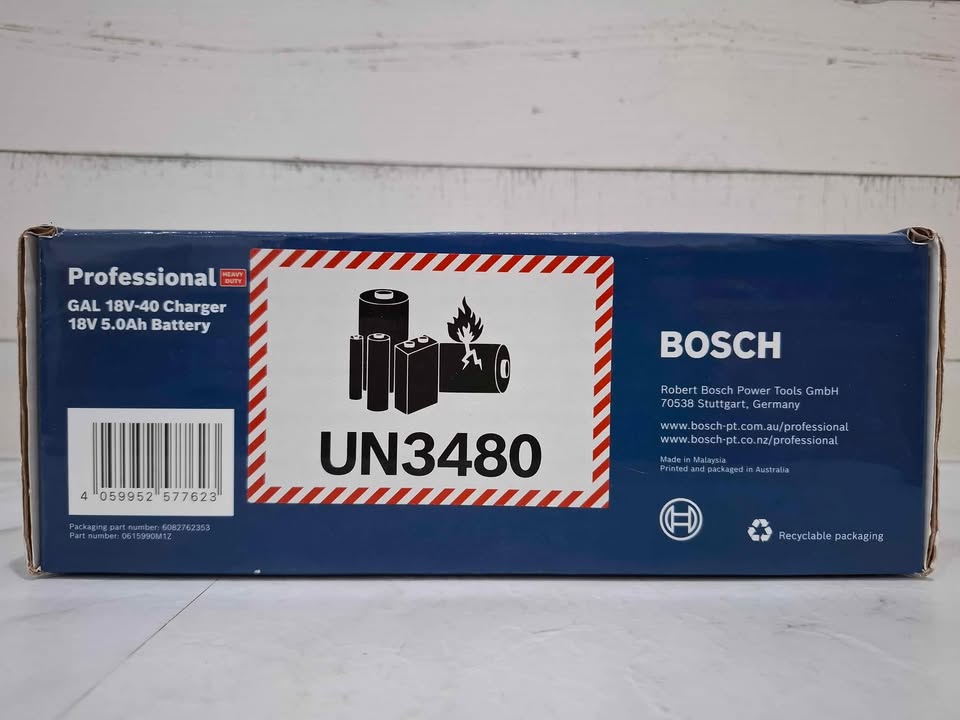 Professional HEAVY DUTY
GAL 18V-40 Charger
18V 5.0Ah Battery
4 059952 577623
Packaging part number: 6082762353
Part number: 0615990M1Z
UN3480
BOSCH
Robert Bosch Power Tools GmbH
70538 Stuttgart, Germany
www.bosch-pt.com.au/professional
www.bosch-pt.co.nz/professional
Made in Malaysia
Printed and packaged in Australia
Recyclable packaging